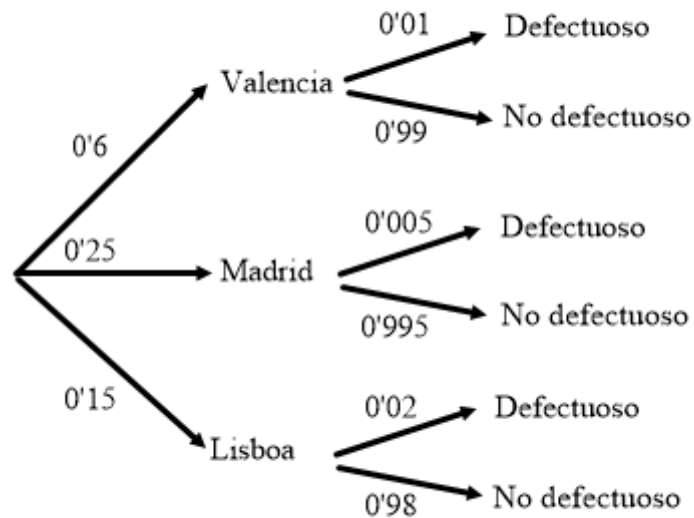 0'01
Defectuoso
Valencia
0'99
No defectuoso
0'6
0'005
Defectuoso
0'25
Madrid
0'995
No defectuoso
0'15
0'02
Defectuoso
Lisboa
0'98
No defectuoso